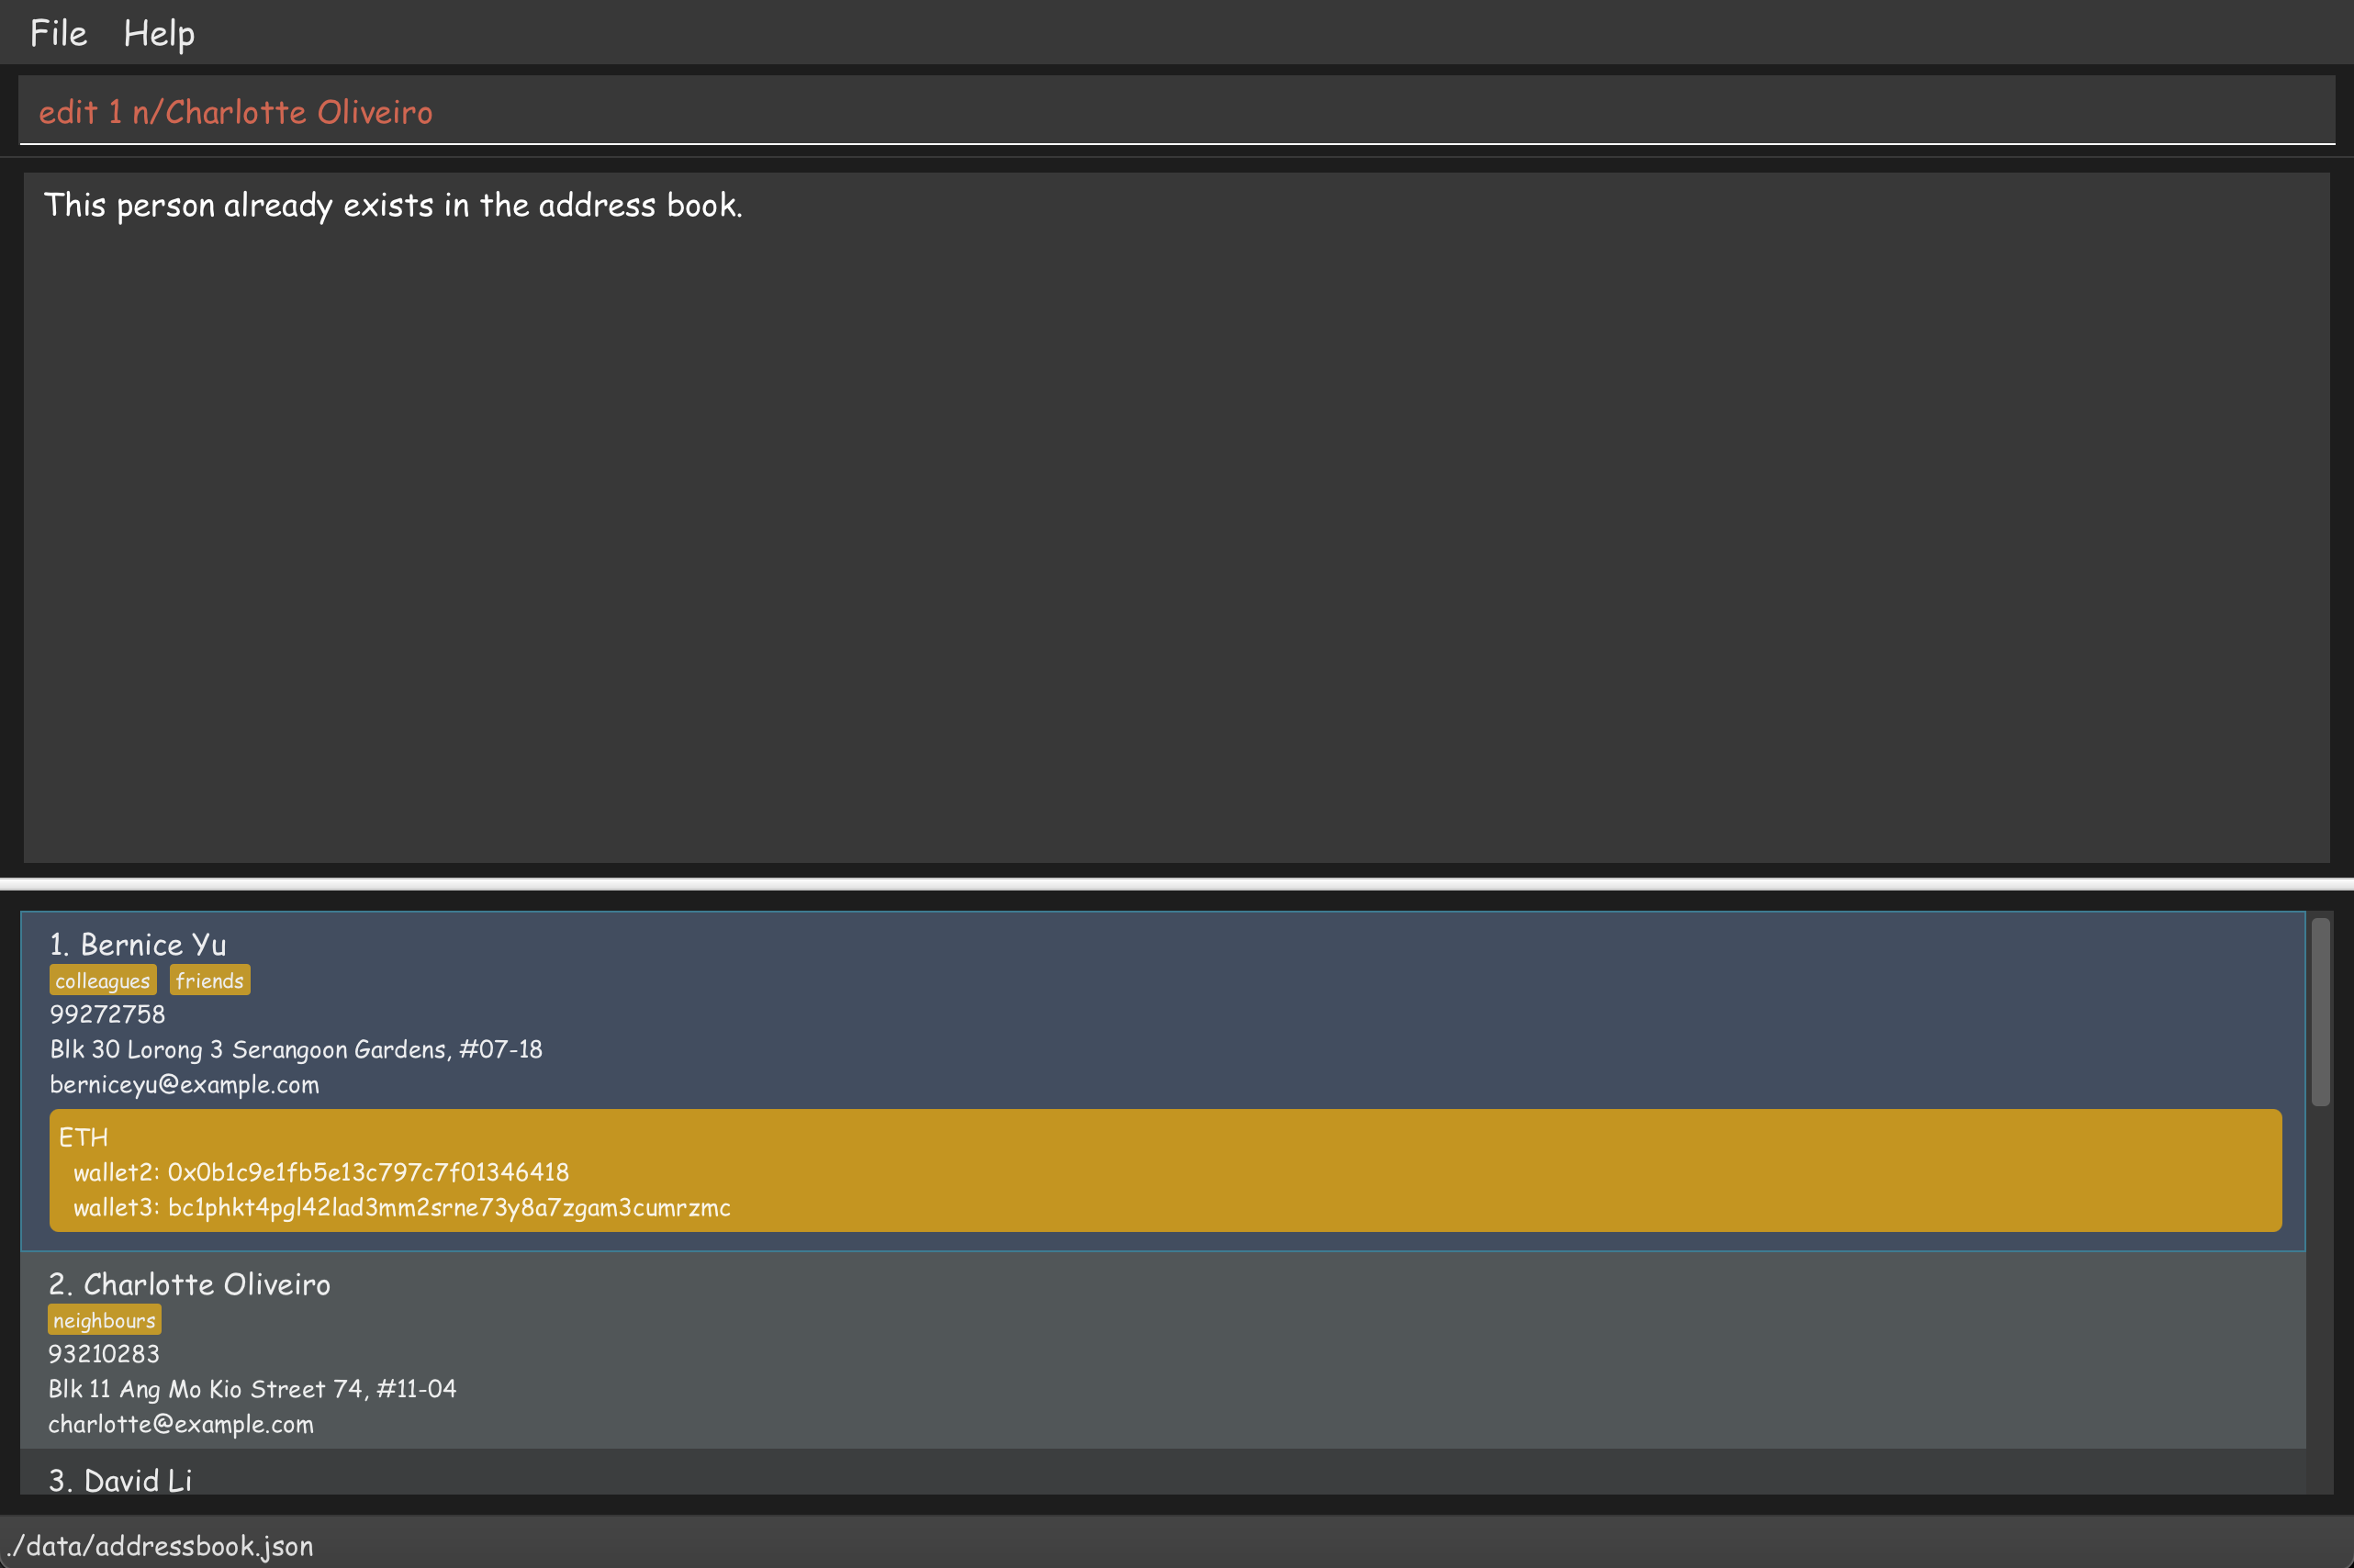 File Help
edit 1 n/Charlotte Oliveiro
This person already exists in the address book.
1. Bernice Yu
colleagues friends
99272758
Blk 30 Lorong 3 Serangoon Gardens, #07-18
berniceyu@example.com
ETH
wallet2: 0x0b1c9e1fb5e13c797c7f01346418
wallet3: bc1phkt4pgl42lad3mm2srne73y8a7zgam3cumrzmc
2. Charlotte Oliveiro
neighbours
93210283
Blk 11 Ang Mo Kio Street 74, #11-04
charlotte@example.com
3. David Li
./data/addressbook.json